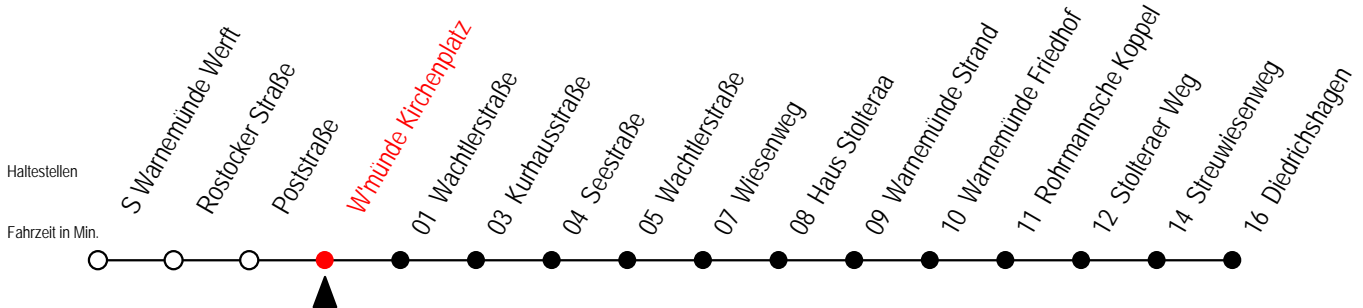 Haltestellen
Fahrzeit in Min.
S Warnemünde Werft
Rostocker Straße
Poststraße
W'münde Kirchenplatz
01 Wachtlerstraße
03 Kurhausstraße
04 Seestraße
05 Wachtlerstraße
07 Wiesenweg
08 Haus Stolteraa
09 Warnemünde Strand
10 Warnemünde Friedhof
11 Rohrmannsche Koppel
12 Stolteraer Weg
14 Streuwiesenweg
16 Diedrichshagen